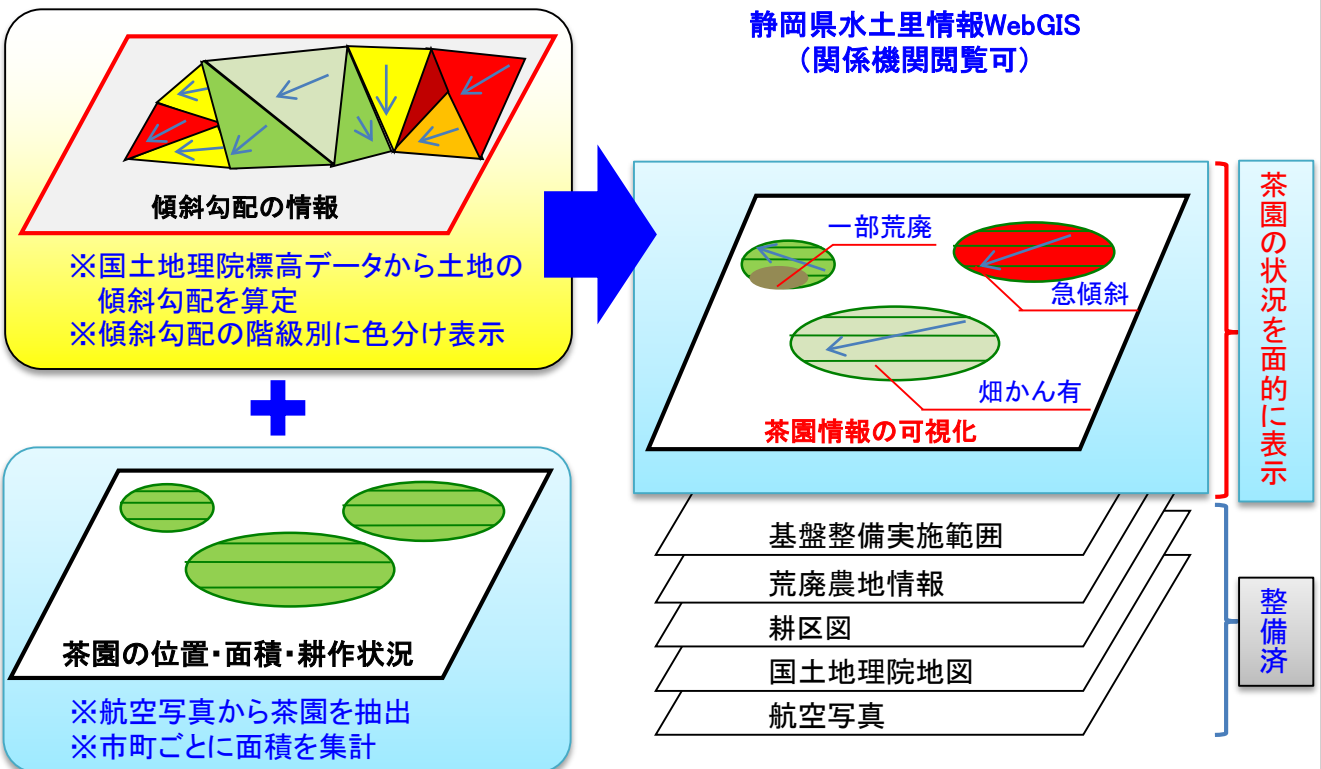 静岡県水土里情報WebGIS
（関係機関閲覧可）
傾斜勾配の情報
※国土地理院標高データから土地の
傾斜勾配を算定
※傾斜勾配の階級別に色分け表示
茶園の位置・面積・耕作状況
※航空写真から茶園を抽出
※市町ごとに面積を集計
一部荒廃
急傾斜
畑かん有
茶園情報の可視化
茶園の状況を面的に表示
基盤整備実施範囲
荒廃農地情報
耕区図
国土地理院地図
航空写真
整備済